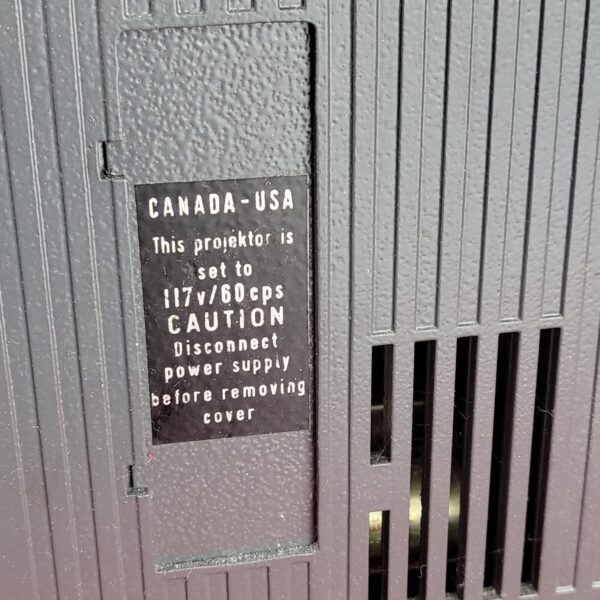 CANADA-USA
This projektor is
set to
117v/60cps
CAUTION
Disconnect
power supply
before removing
cover